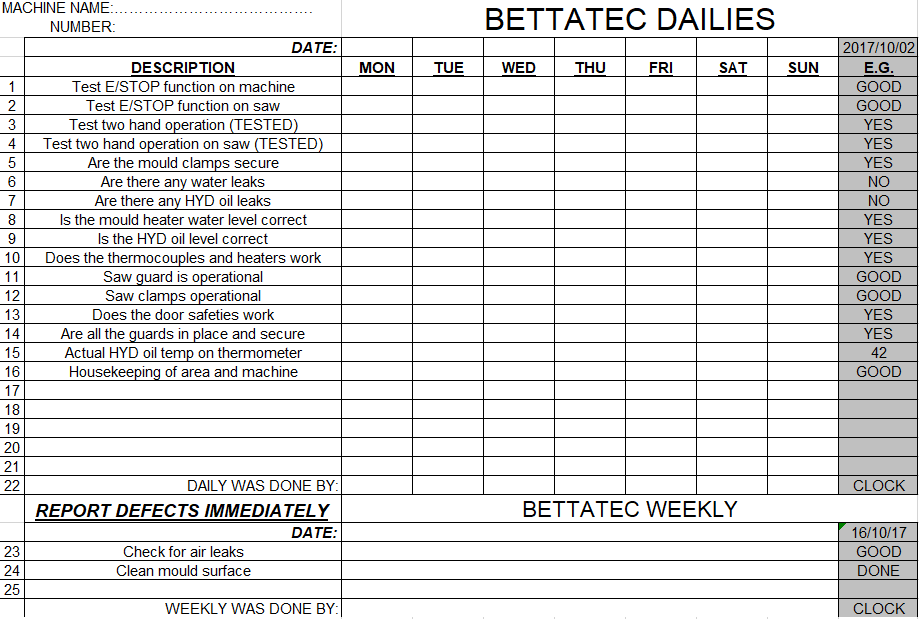 MACHINE NAME:…………………………………
NUMBER:
BETTATEC DAILIES
DATE: 2017/10/02
DESCRIPTION MON TUE WED THU FRI SAT SUN E.G.
1 Test E/STOP function on machine GOOD
2 Test E/STOP function on saw GOOD
3 Test two hand operation (TESTED) YES
4 Test two hand operation on saw (TESTED) YES
5 Are the mould clamps secure YES
6 Are there any water leaks NO
7 Are there any HYD oil leaks NO
8 Is the mould heater water level correct YES
9 Is the HYD oil level correct YES
10 Does the thermocouples and heaters work YES
11 Saw guard is operational GOOD
12 Saw clamps operational GOOD
13 Does the door safeties work YES
14 Are all the guards in place and secure YES
15 Actual HYD oil temp on thermometer 42
16 Housekeeping of area and machine GOOD
17
18
19
20
21
22 DAILY WAS DONE BY: CLOCK
REPORT DEFECTS IMMEDIATELY BETTATEC WEEKLY
DATE: 16/10/17
23 Check for air leaks GOOD
24 Clean mould surface DONE
25
WEEKLY WAS DONE BY: CLOCK